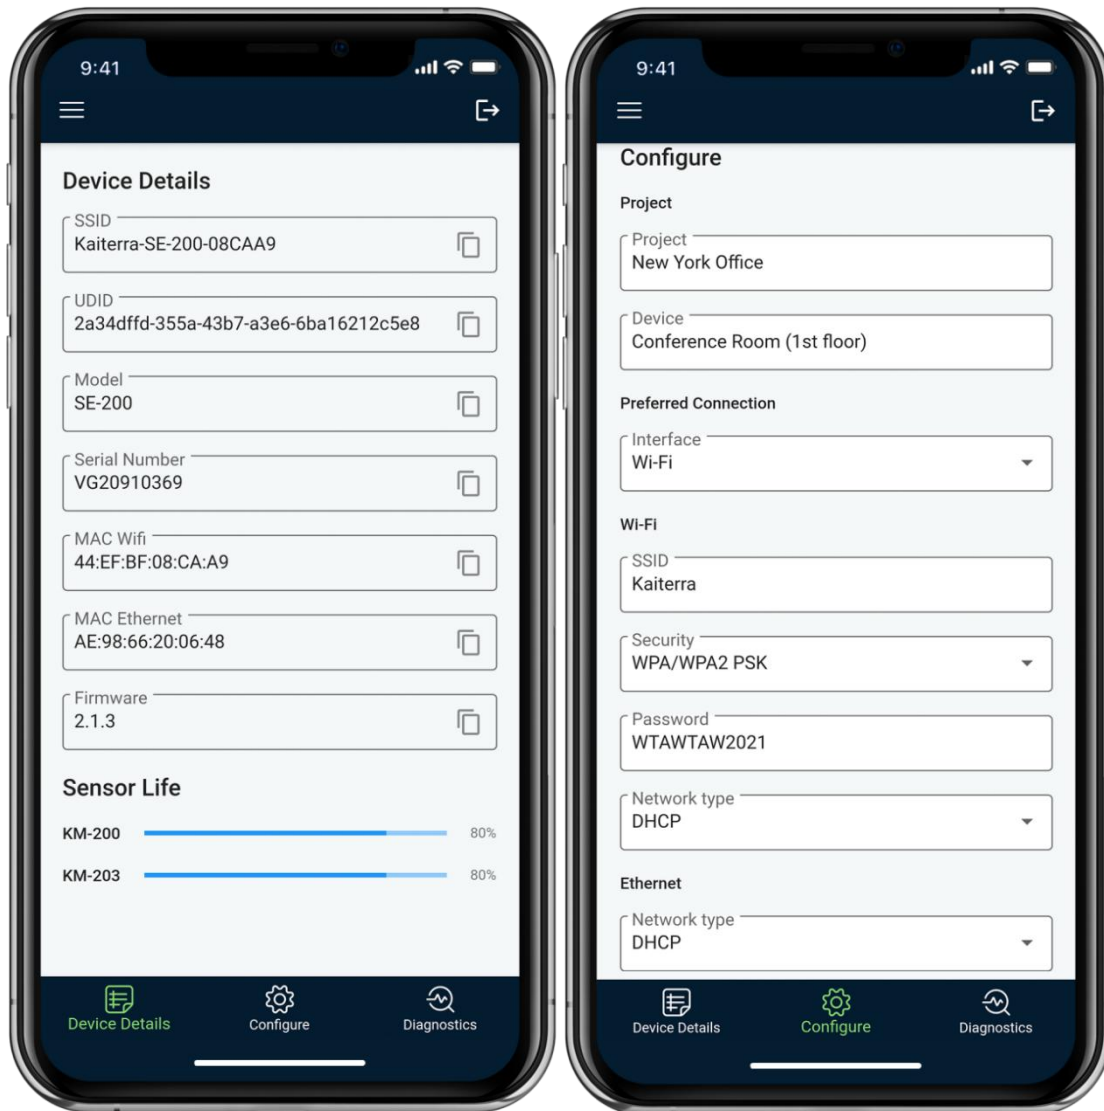 9:41
Device Details
SSID
Kaiterra-SE-200-08CAA9
UDID
2a34dffd-355a-43b7-a3e6-6ba16212c5e8
Model
SE-200
Serial Number
VG20910369
MAC Wifi
44:EF:BF:08:CA:A9
MAC Ethernet
AE:98:66:20:06:48
Firmware
2.1.3
Sensor Life
KM-200 80%
KM-203 80%
Device Details Configure Diagnostics
9:41
Configure
Project
Project
New York Office
Device
Conference Room (1st floor)
Preferred Connection
Interface
Wi-Fi
Wi-Fi
SSID
Kaiterra
Security
WPA/WPA2 PSK
Password
WTAWTAW2021
Network type
DHCP
Ethernet
Network type
DHCP
Device Details Configure Diagnostics